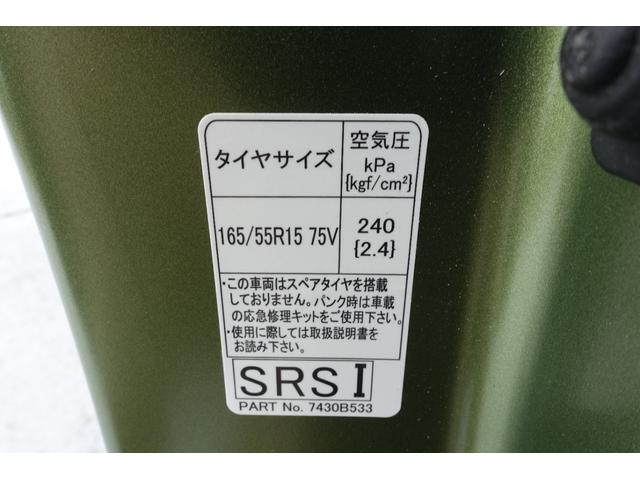 タイヤサイズ
空気圧
kPa
{kgf/cm²}
165/55R15 75V
240
{2.4}
・この車両はスペアタイヤを搭載
しておりません。パンク時は車載
の応急修理キットをご使用下さい。
・使用に際しては取扱説明書を
お読み下さい。
SRS I
PART No. 7430B533